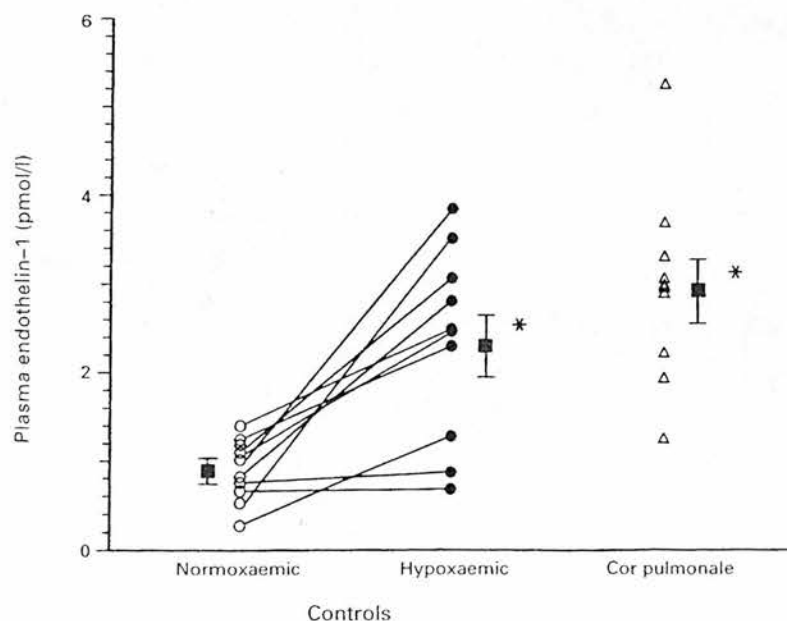 6
4
2
0
Plasma endothelin-1 (pmol/l)
*
*
Normoxaemic Hypoxaemic Cor pulmonale
Controls